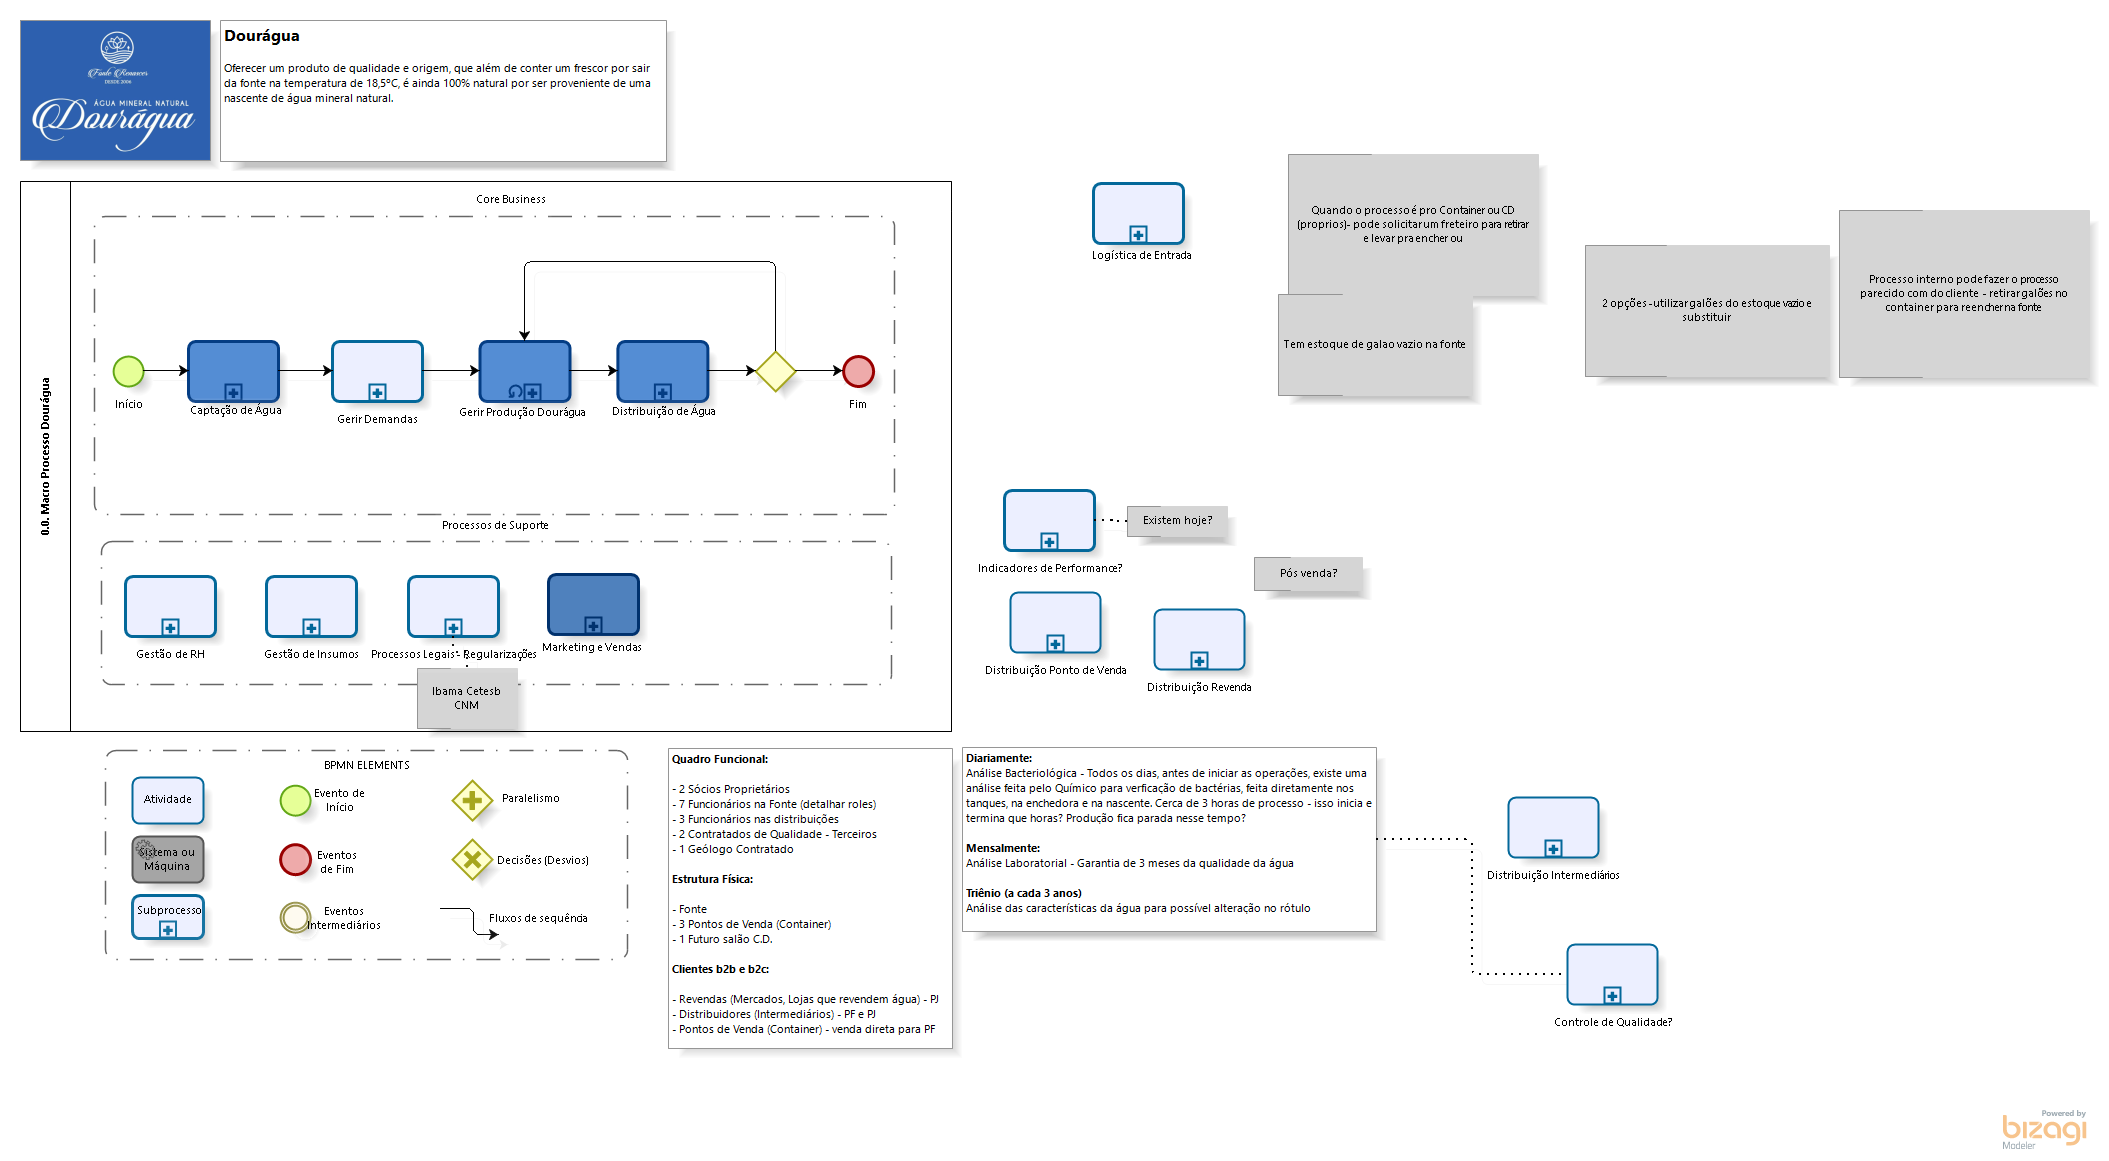 Fonte Renascer
DESDE 2006
ÁGUA MINERAL NATURAL
Dourágua
Dourágua
Oferecer um produto de qualidade e origem, que além de conter um frescor por sair
da fonte na temperatura de 18,5ºC, é ainda 100% natural por ser proveniente de uma
nascente de água mineral natural.
0.0. Macro Processo Dourágua
Core Business
Início
Captação de Água
Gerir Demandas
Gerir Produção Dourágua
Distribuição de Água
Fim
Processos de Suporte
Gestão de RH
Gestão de Insumos
Processos Legais - Regularizações
Marketing e Vendas
Ibama Cetesb
CNM
Logística de Entrada
Quando o processo é pro Container ou CD
(proprios)- pode solicitar um freteiro para retirar
e levar pra encher ou
Tem estoque de galao vazio na fonte
2 opções - utilizar galões do estoque vazio e
substituir
Processo interno pode fazer o processo
parecido com do cliente - retirar galões no
container para reencher na fonte
Existem hoje?
Indicadores de Performance?
Pós venda?
Distribuição Ponto de Venda
Distribuição Revenda
BPMN ELEMENTS
Atividade
Evento de
Início
Paralelismo
Sistema ou
Máquina
Eventos
de Fim
Decisões (Desvios)
Subprocesso
Eventos
Intermediários
Fluxos de sequência
Quadro Funcional:
- 2 Sócios Proprietários
- 7 Funcionários na Fonte (detalhar roles)
- 3 Funcionários nas distribuições
- 2 Contratados de Qualidade - Terceiros
- 1 Geólogo Contratado
Estrutura Física:
- Fonte
- 3 Pontos de Venda (Container)
- 1 Futuro salão C.D.
Clientes b2b e b2c:
- Revendas (Mercados, Lojas que revendem água) - PJ
- Distribuidores (Intermediários) - PF e PJ
- Pontos de Venda (Container) - venda direta para PF
Diariamente:
Análise Bacteriológica - Todos os dias, antes de iniciar as operações, existe uma
análise feita pelo Químico para verficação de bactérias, feita diretamente nos
tanques, na enchedora e na nascente. Cerca de 3 horas de processo - isso inicia e
termina que horas? Produção fica parada nesse tempo?
Mensalmente:
Análise Laboratorial - Garantia de 3 meses da qualidade da água
Triênio (a cada 3 anos)
Análise das características da água para possível alteração no rótulo
Distribuição Intermediários
Controle de Qualidade?
Powered by
bizagi
Modeler